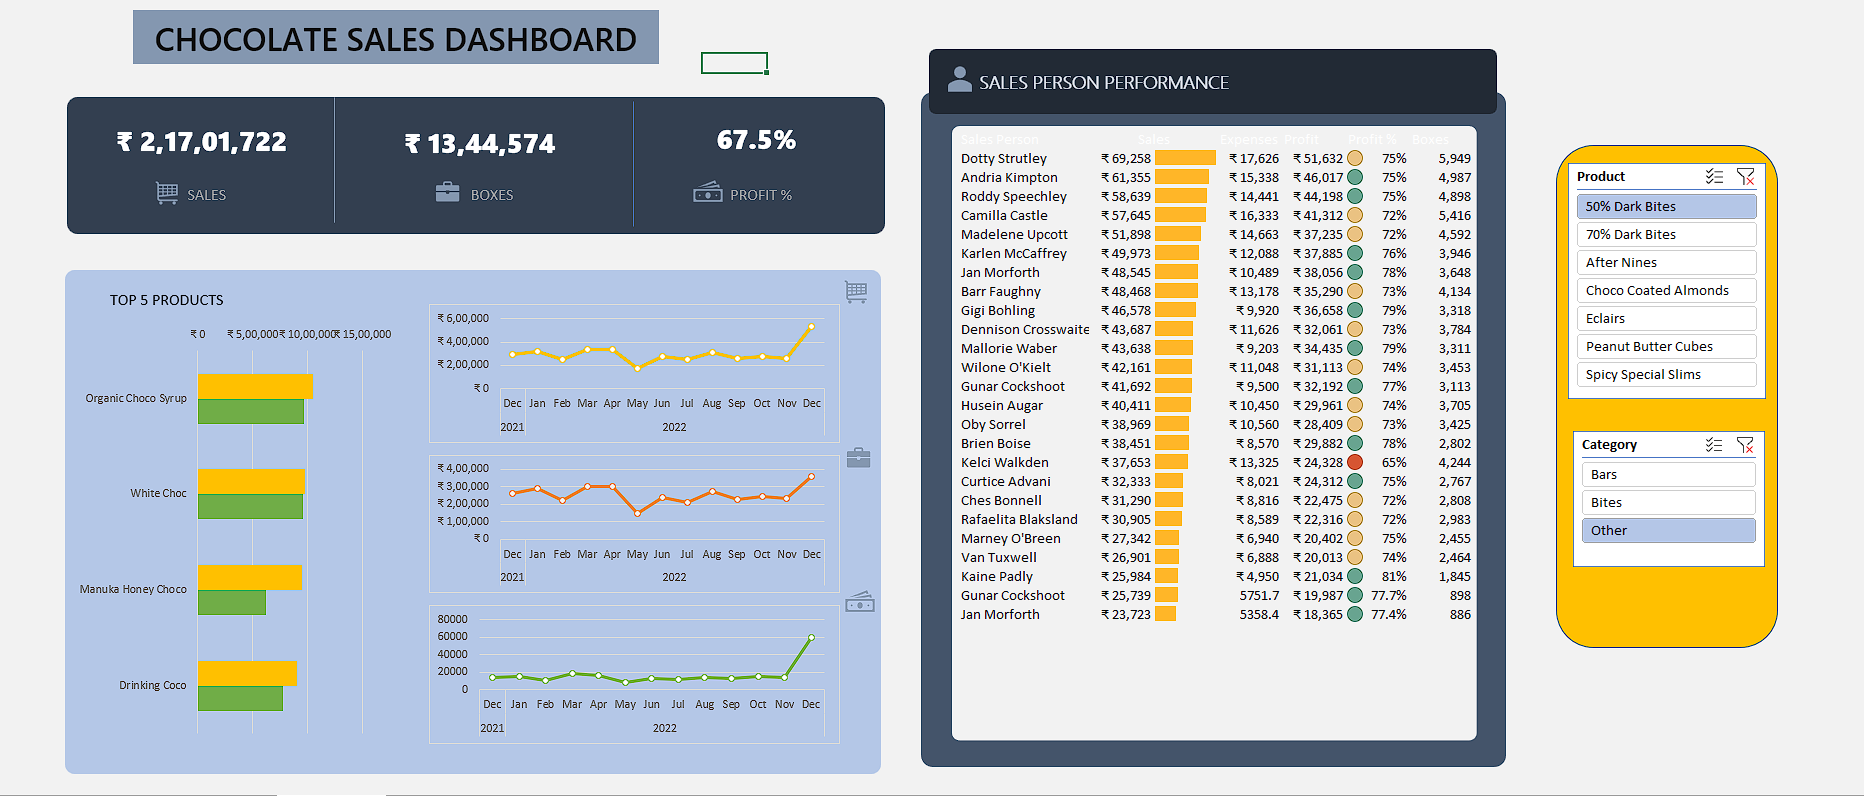 CHOCOLATE SALES DASHBOARD
₹ 2,17,01,722
SALES
₹ 13,44,574
BOXES
67.5%
PROFIT %
TOP 5 PRODUCTS
₹ 0 ₹ 5,00,000 ₹ 10,00,000 ₹ 15,00,000
Organic Choco Syrup
White Choc
Manuka Honey Choco
Drinking Coco
₹ 6,00,000
₹ 4,00,000
₹ 2,00,000
₹ 0
Dec Jan Feb Mar Apr May Jun Jul Aug Sep Oct Nov Dec
2021 2022
₹ 4,00,000
₹ 3,00,000
₹ 2,00,000
₹ 1,00,000
₹ 0
Dec Jan Feb Mar Apr May Jun Jul Aug Sep Oct Nov Dec
2021 2022
80000
60000
40000
20000
0
Dec Jan Feb Mar Apr May Jun Jul Aug Sep Oct Nov Dec
2021 2022
SALES PERSON PERFORMANCE
Sales Person Sales Expenses Profit Profit % Boxes
Dotty Strutley ₹ 69,258 ₹ 17,626 ₹ 51,632 75% 5,949
Andria Kimpton ₹ 61,355 ₹ 15,338 ₹ 46,017 75% 4,987
Roddy Speechley ₹ 58,639 ₹ 14,441 ₹ 44,198 75% 4,898
Camilla Castle ₹ 57,645 ₹ 16,333 ₹ 41,312 72% 5,416
Madelene Upcott ₹ 51,898 ₹ 14,663 ₹ 37,235 72% 4,592
Karlen McCaffrey ₹ 49,973 ₹ 12,088 ₹ 37,885 76% 3,946
Jan Morforth ₹ 48,545 ₹ 10,489 ₹ 38,056 78% 3,648
Barr Faughny ₹ 48,468 ₹ 13,178 ₹ 35,290 73% 4,134
Gigi Bohling ₹ 46,578 ₹ 9,920 ₹ 36,658 79% 3,318
Dennison Crosswaite ₹ 43,687 ₹ 11,626 ₹ 32,061 73% 3,784
Mallorie Waber ₹ 43,638 ₹ 9,203 ₹ 34,435 79% 3,311
Wilone O'Kielt ₹ 42,161 ₹ 11,048 ₹ 31,113 74% 3,453
Gunar Cockshoot ₹ 41,692 ₹ 9,500 ₹ 32,192 77% 3,113
Husein Augar ₹ 40,411 ₹ 10,450 ₹ 29,961 74% 3,705
Oby Sorrel ₹ 38,969 ₹ 10,560 ₹ 28,409 73% 3,425
Brien Boise ₹ 38,451 ₹ 8,570 ₹ 29,882 78% 2,802
Kelci Walkden ₹ 37,653 ₹ 13,325 ₹ 24,328 65% 4,244
Curtice Advani ₹ 32,333 ₹ 8,021 ₹ 24,312 75% 2,767
Ches Bonnell ₹ 31,290 ₹ 8,816 ₹ 22,475 72% 2,808
Rafaelita Blaksland ₹ 30,905 ₹ 8,589 ₹ 22,316 72% 2,983
Marney O'Breen ₹ 27,342 ₹ 6,940 ₹ 20,402 75% 2,455
Van Tuxwell ₹ 26,901 ₹ 6,888 ₹ 20,013 74% 2,464
Kaine Padly ₹ 25,984 ₹ 4,950 ₹ 21,034 81% 1,845
Gunar Cockshoot ₹ 25,739 5751.7 ₹ 19,987 77.7% 898
Jan Morforth ₹ 23,723 5358.4 ₹ 18,365 77.4% 886
Product
50% Dark Bites
70% Dark Bites
After Nines
Choco Coated Almonds
Eclairs
Peanut Butter Cubes
Spicy Special Slims
Category
Bars
Bites
Other